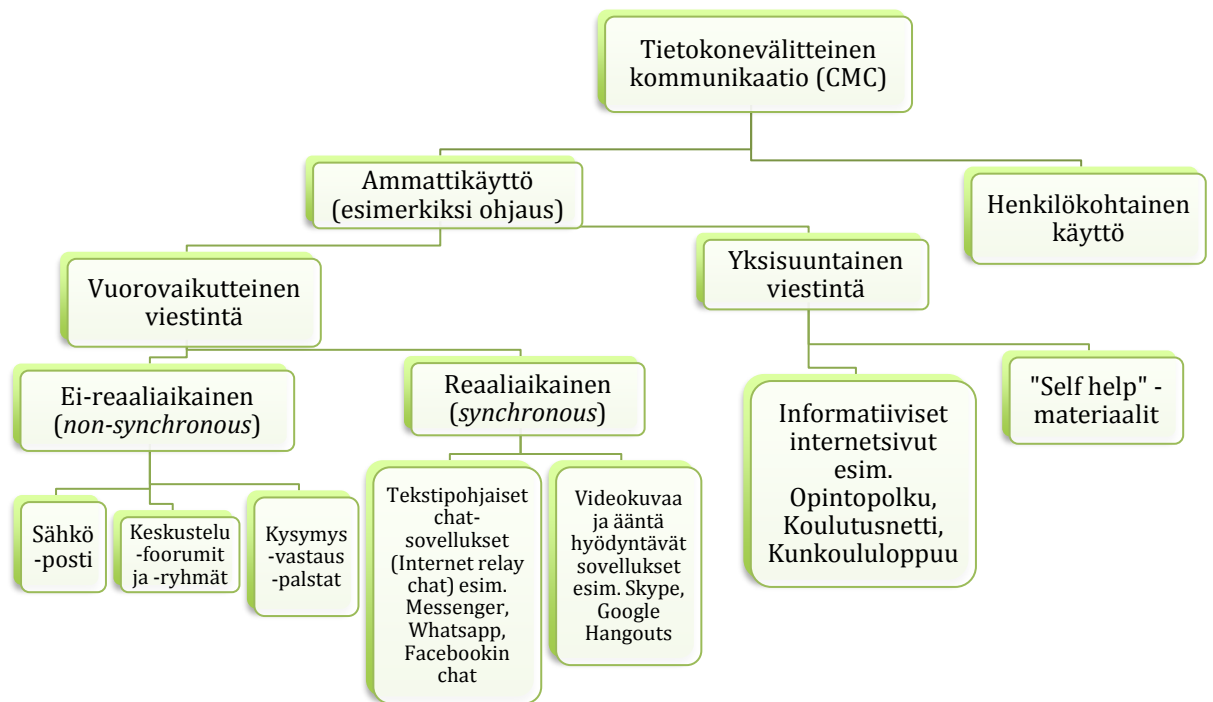 Tietokonevälitteinen
kommunikaatio (CMC)
Ammattikäyttö
(esimerkiksi ohjaus)
Henkilökohtainen
käyttö
Vuorovaikutteinen
viestintä
Yksisuuntainen
viestintä
Ei-reaaliaikainen
(non-synchronous)
Reaaliaikainen
(synchronous)
Informatiiviset
internetsivut
esim.
Opintopolku,
Koulutusnetti,
Kunkoululoppuu
"Self help" -
materiaalit
Sähkö
-posti
Keskustelu
-foorumit
ja -ryhmät
Kysymys
-vastaus
-palstat
Tekstipohjaiset
chat-
sovellukset
(Internet relay
chat) esim.
Messenger,
Whatsapp,
Facebookin
chat
Videokuvaa
ja ääntä
hyödyntävät
sovellukset
esim. Skype,
Google
Hangouts